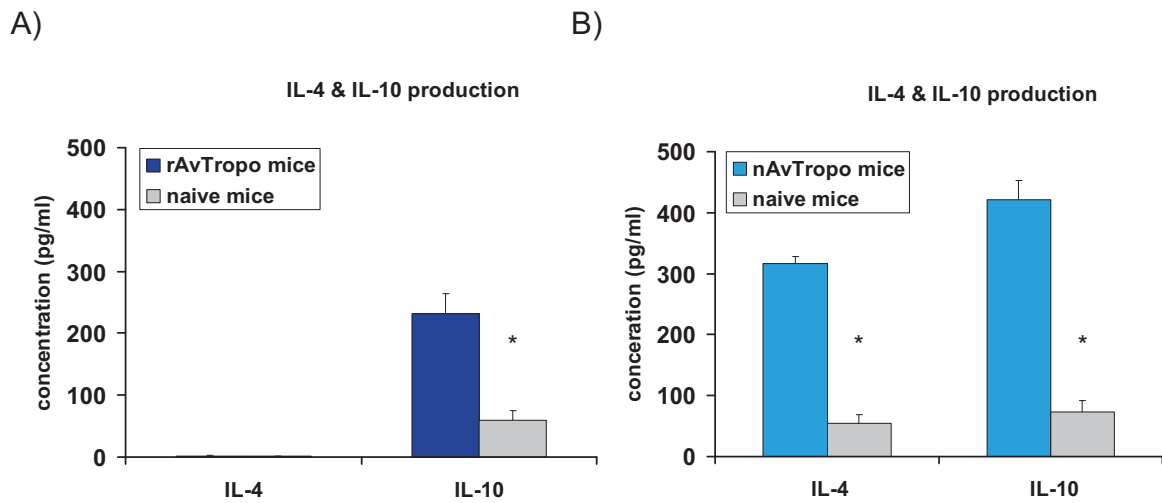 A)
IL-4 & IL-10 production
500
400
300
200
100
0
concentration (pg/ml)
rAvTropo mice
naive mice
*
IL-4
IL-10
B)
IL-4 & IL-10 production
500
400
300
200
100
0
conceration (pg/ml)
nAvTropo mice
naive mice
*
*
IL-4
IL-10